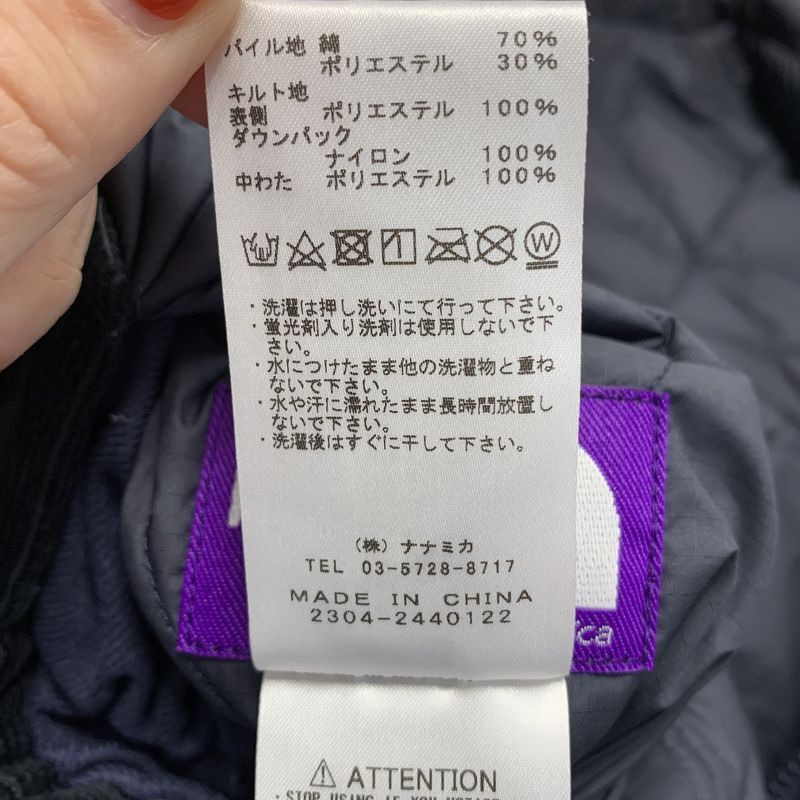 パイル地 綿 70%
ポリエステル 30%
キルト地
表側 ポリエステル 100%
ダウンパック
ナイロン 100%
中わた ポリエステル 100%
1 W
・洗濯は押し洗いにて行って下さい。
・蛍光剤入り洗剤は使用しないで下
さい。
・水につけたまま他の洗濯物と重ね
ないで下さい。
・水や汗に濡れたまま長時間放置し
ないで下さい。
・洗濯後はすぐに干して下さい。
(株) ナナミカ
TEL 03-5728-8717
MADE IN CHINA
2304-2440122
ica
⚠ ATTENTION
・STOP USING IF YOU NOTICE